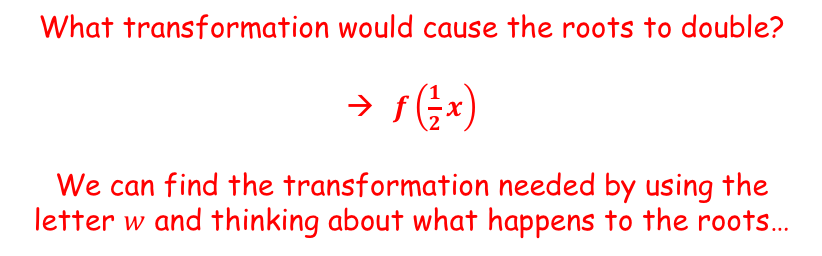 What transformation would cause the roots to double?
→ f(1/2 x)
We can find the transformation needed by using the
letter w and thinking about what happens to the roots...